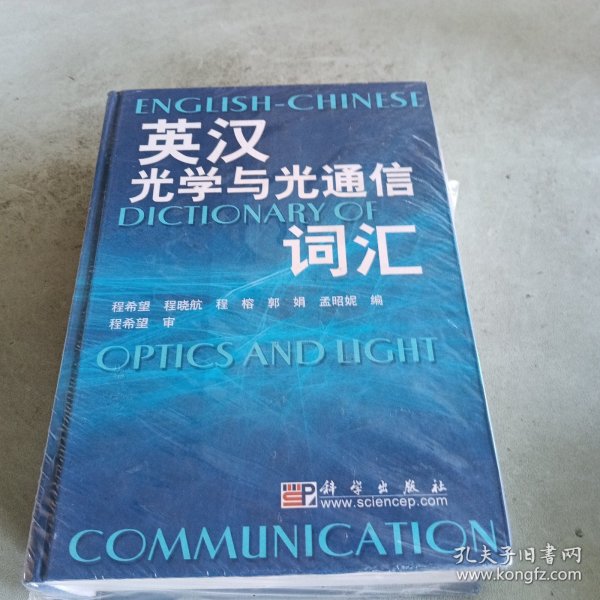 ENGLISH-CHINESE
英汉
光学与光通信
DICTIONARY OF
词汇
程希望 程晓航 程 榕 郭 娟 孟昭妮 编
程希望 审
OPTICS AND LIGHT
科学出版社
www.sciencep.com
COMMUNICATION
孔夫子旧书网
www.kongfz.com